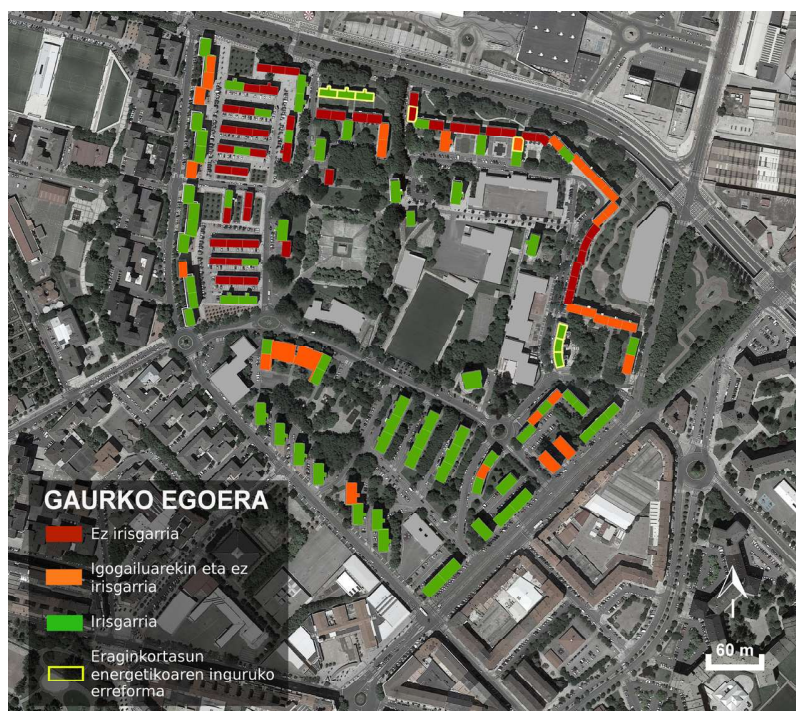 GAURKO EGOERA
Ez irisgarria
Igogailuarekin eta ez
irisgarria
Irisgarria
Eraginkortasun
energetikoaren inguruko
erreforma
60 m